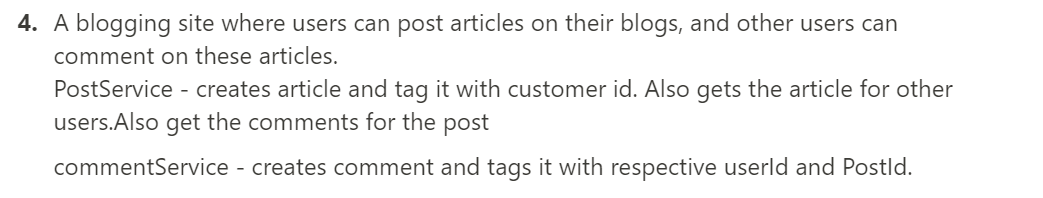 4. A blogging site where users can post articles on their blogs, and other users can
comment on these articles.
PostService - creates article and tag it with customer id. Also gets the article for other
users.Also get the comments for the post
commentService - creates comment and tags it with respective userId and PostId.